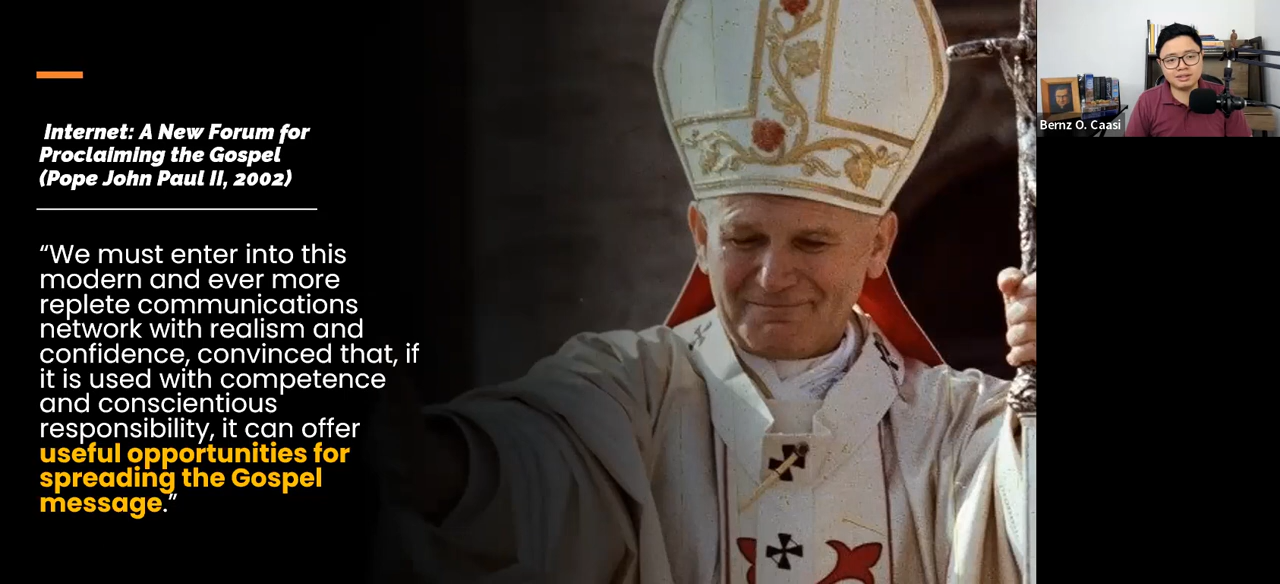 Internet: A New Forum for
Proclaiming the Gospel
(Pope John Paul II, 2002)
“We must enter into this
modern and ever more
replete communications
network with realism and
confidence, convinced that, if
it is used with competence
and conscientious
responsibility, it can offer
useful opportunities for
spreading the Gospel
message.”
Bernz O. Caasi